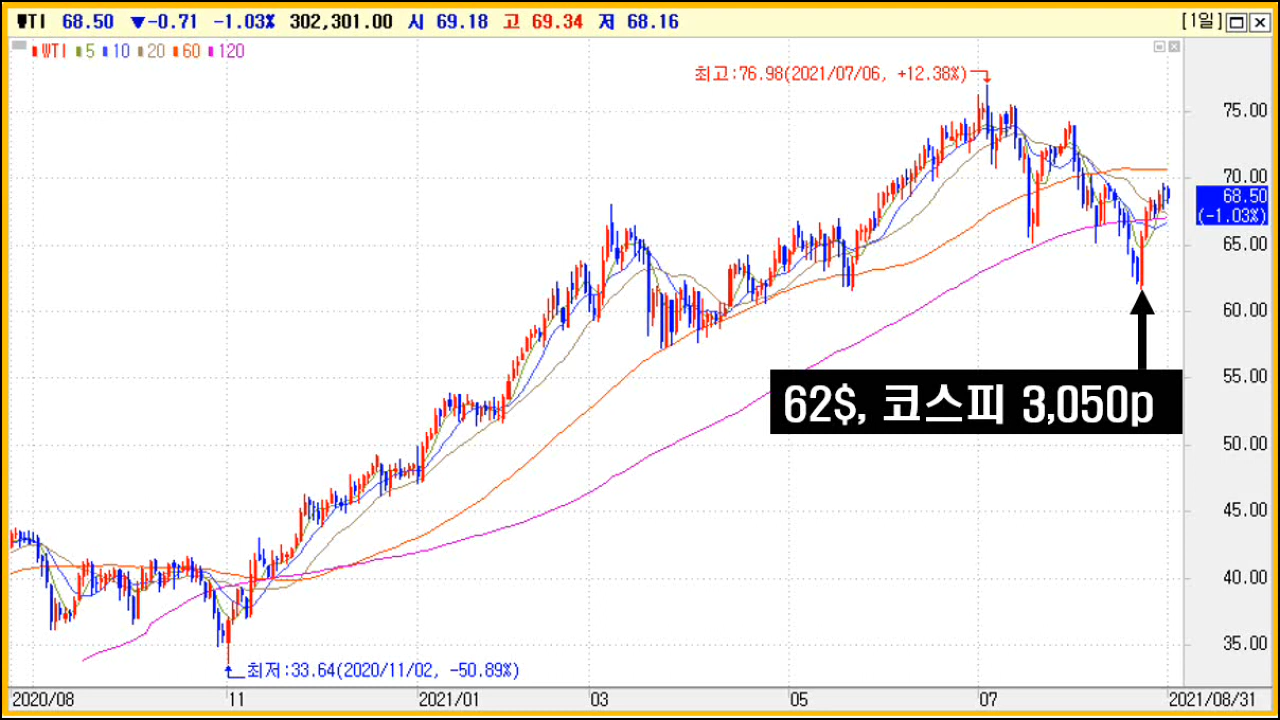 WTI 68.50 ▼-0.71 -1.03% 302,301.00 시 69.18 고 69.34 저 68.16 [1일]
WTI 5 10 20 60 120
최고:76.98(2021/07/06, +12.38%)
75.00
70.00
68.50
(-1.03%)
65.00
60.00
55.00
62$, 코스피 3,050p
50.00
45.00
40.00
35.00
최저:33.64(2020/11/02, -50.89%)
2020/08 11 2021/01 03 05 07 2021/08/31